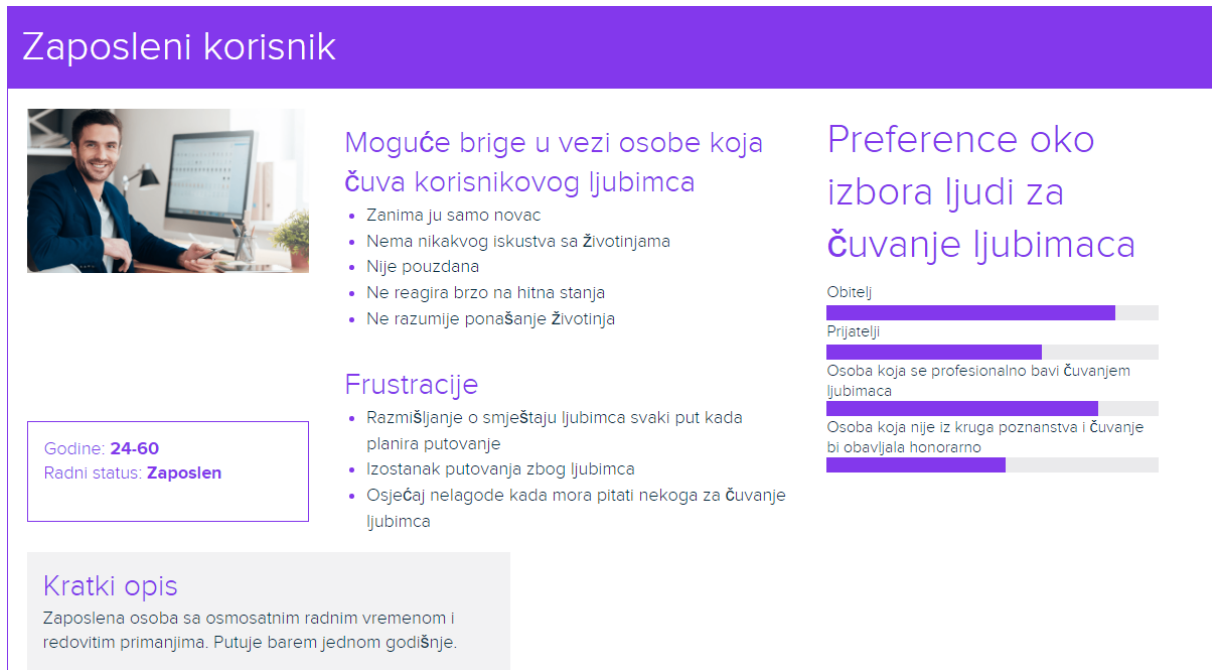 Zaposleni korisnik
Moguće brige u vezi osobe koja
čuva korisnikovog ljubimca
• Zanima ju samo novac
• Nema nikakvog iskustva sa životinjama
• Nije pouzdana
• Ne reagira brzo na hitna stanja
• Ne razumije ponašanje životinja
Frustracije
• Razmišljanje o smještaju ljubimca svaki put kada
planira putovanje
• Izostanak putovanja zbog ljubimca
• Osjećaj nelagode kada mora pitati nekoga za čuvanje
ljubimca
Preference oko
izbora ljudi za
čuvanje ljubimaca
Obitelj
Prijatelji
Osoba koja se profesionalno bavi čuvanjem
ljubimaca
Osoba koja nije iz kruga poznanstva i čuvanje
bi obavljala honorarno
Godine: 24-60
Radni status: Zaposlen
Kratki opis
Zaposlena osoba sa osmosatnim radnim vremenom i
redovitim primanjima. Putuje barem jednom godišnje.